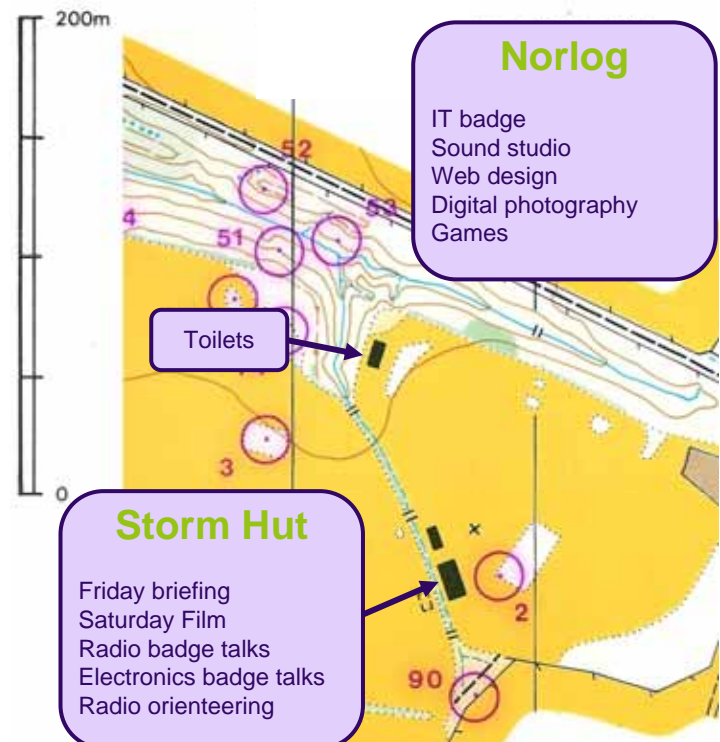 200m
Norlog
IT badge
Sound studio
Web design
Digital photography
Games
52
53
4
51
Toilets
3
0
Storm Hut
Friday briefing
Saturday Film
Radio badge talks
Electronics badge talks
Radio orienteering
2
90